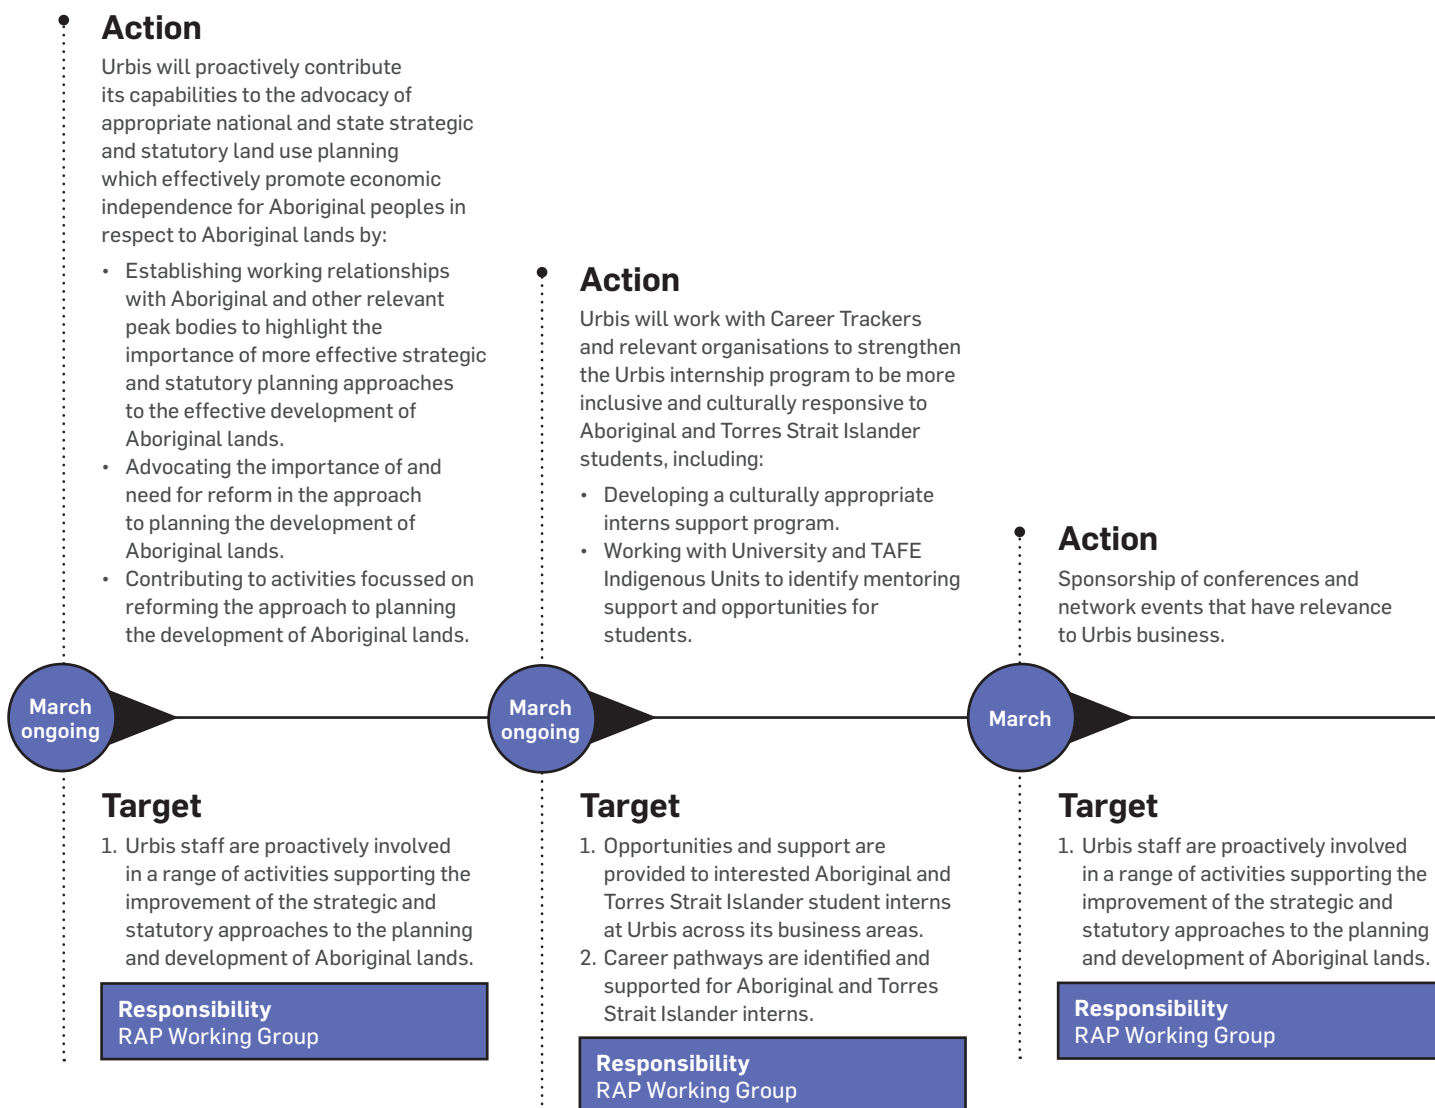 Action
Urbis will proactively contribute
its capabilities to the advocacy of
appropriate national and state strategic
and statutory land use planning
which effectively promote economic
independence for Aboriginal peoples in
respect to Aboriginal lands by:
• Establishing working relationships
with Aboriginal and other relevant
peak bodies to highlight the
importance of more effective strategic
and statutory planning approaches
to the effective development of
Aboriginal lands.
• Advocating the importance of and
need for reform in the approach
to planning the development of
Aboriginal lands.
• Contributing to activities focussed on
reforming the approach to planning
the development of Aboriginal lands.
March
ongoing
Target
1. Urbis staff are proactively involved
in a range of activities supporting the
improvement of the strategic and
statutory approaches to the planning
and development of Aboriginal lands.
Responsibility
RAP Working Group
Action
Urbis will work with Career Trackers
and relevant organisations to strengthen
the Urbis internship program to be more
inclusive and culturally responsive to
Aboriginal and Torres Strait Islander
students, including:
• Developing a culturally appropriate
interns support program.
• Working with University and TAFE
Indigenous Units to identify mentoring
support and opportunities for
students.
March
ongoing
Target
1. Opportunities and support are
provided to interested Aboriginal and
Torres Strait Islander student interns
at Urbis across its business areas.
2. Career pathways are identified and
supported for Aboriginal and Torres
Strait Islander interns.
Responsibility
RAP Working Group
Action
Sponsorship of conferences and
network events that have relevance
to Urbis business.
March
Target
1. Urbis staff are proactively involved
in a range of activities supporting the
improvement of the strategic and
statutory approaches to the planning
and development of Aboriginal lands.
Responsibility
RAP Working Group